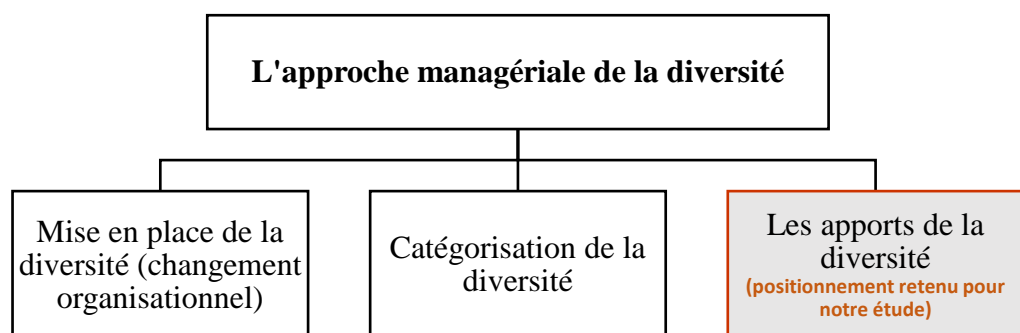 L'approche managériale de la diversité
Mise en place de la
diversité (changement
organisationnel)
Catégorisation de la
diversité
Les apports de la
diversité
(positionnement retenu pour
notre étude)